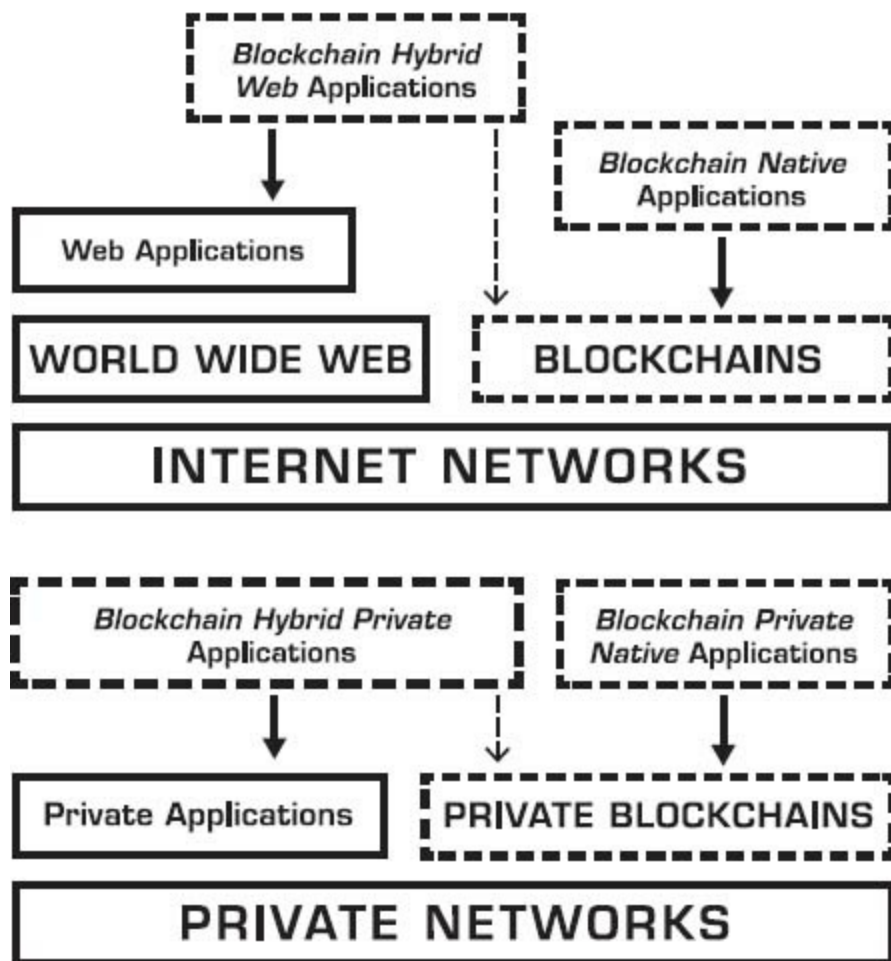 Blockchain Hybrid
Web Applications
Blockchain Native
Applications
Web Applications
WORLD WIDE WEB
BLOCKCHAINS
INTERNET NETWORKS
Blockchain Hybrid Private
Applications
Blockchain Private
Native Applications
Private Applications
PRIVATE BLOCKCHAINS
PRIVATE NETWORKS